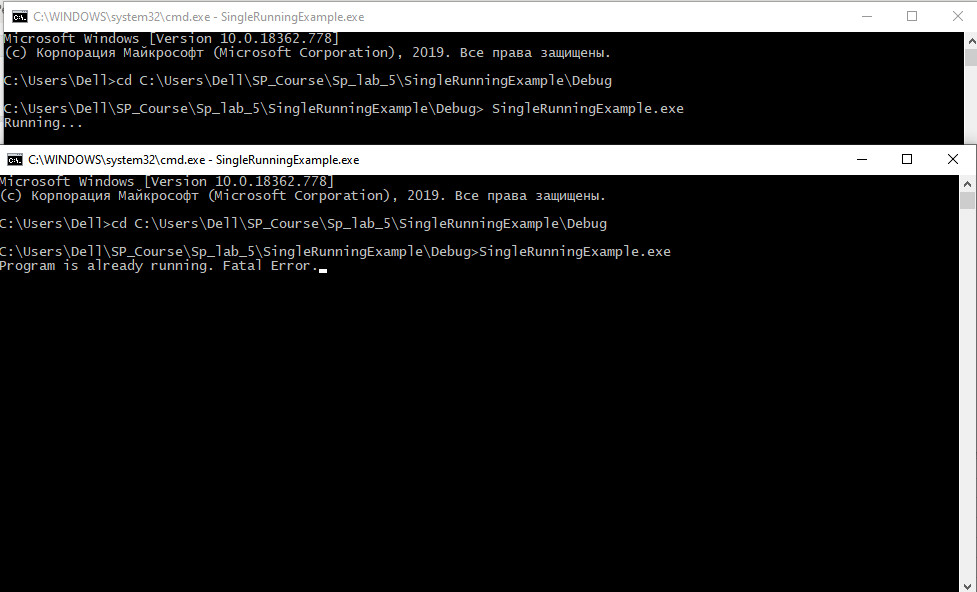 C:\WINDOWS\system32\cmd.exe - SingleRunningExample.exe
Microsoft Windows [Version 10.0.18362.778]
(c) Корпорация Майкрософт (Microsoft Corporation), 2019. Все права защищены.
C:\Users\Dell>cd C:\Users\Dell\SP_Course\Sp_lab_5\SingleRunningExample\Debug
C:\Users\Dell\SP_Course\Sp_lab_5\SingleRunningExample\Debug> SingleRunningExample.exe
Running...
C:\WINDOWS\system32\cmd.exe - SingleRunningExample.exe
Microsoft Windows [Version 10.0.18362.778]
(c) Корпорация Майкрософт (Microsoft Corporation), 2019. Все права защищены.
C:\Users\Dell>cd C:\Users\Dell\SP_Course\Sp_lab_5\SingleRunningExample\Debug
C:\Users\Dell\SP_Course\Sp_lab_5\SingleRunningExample\Debug>SingleRunningExample.exe
Program is already running. Fatal Error.